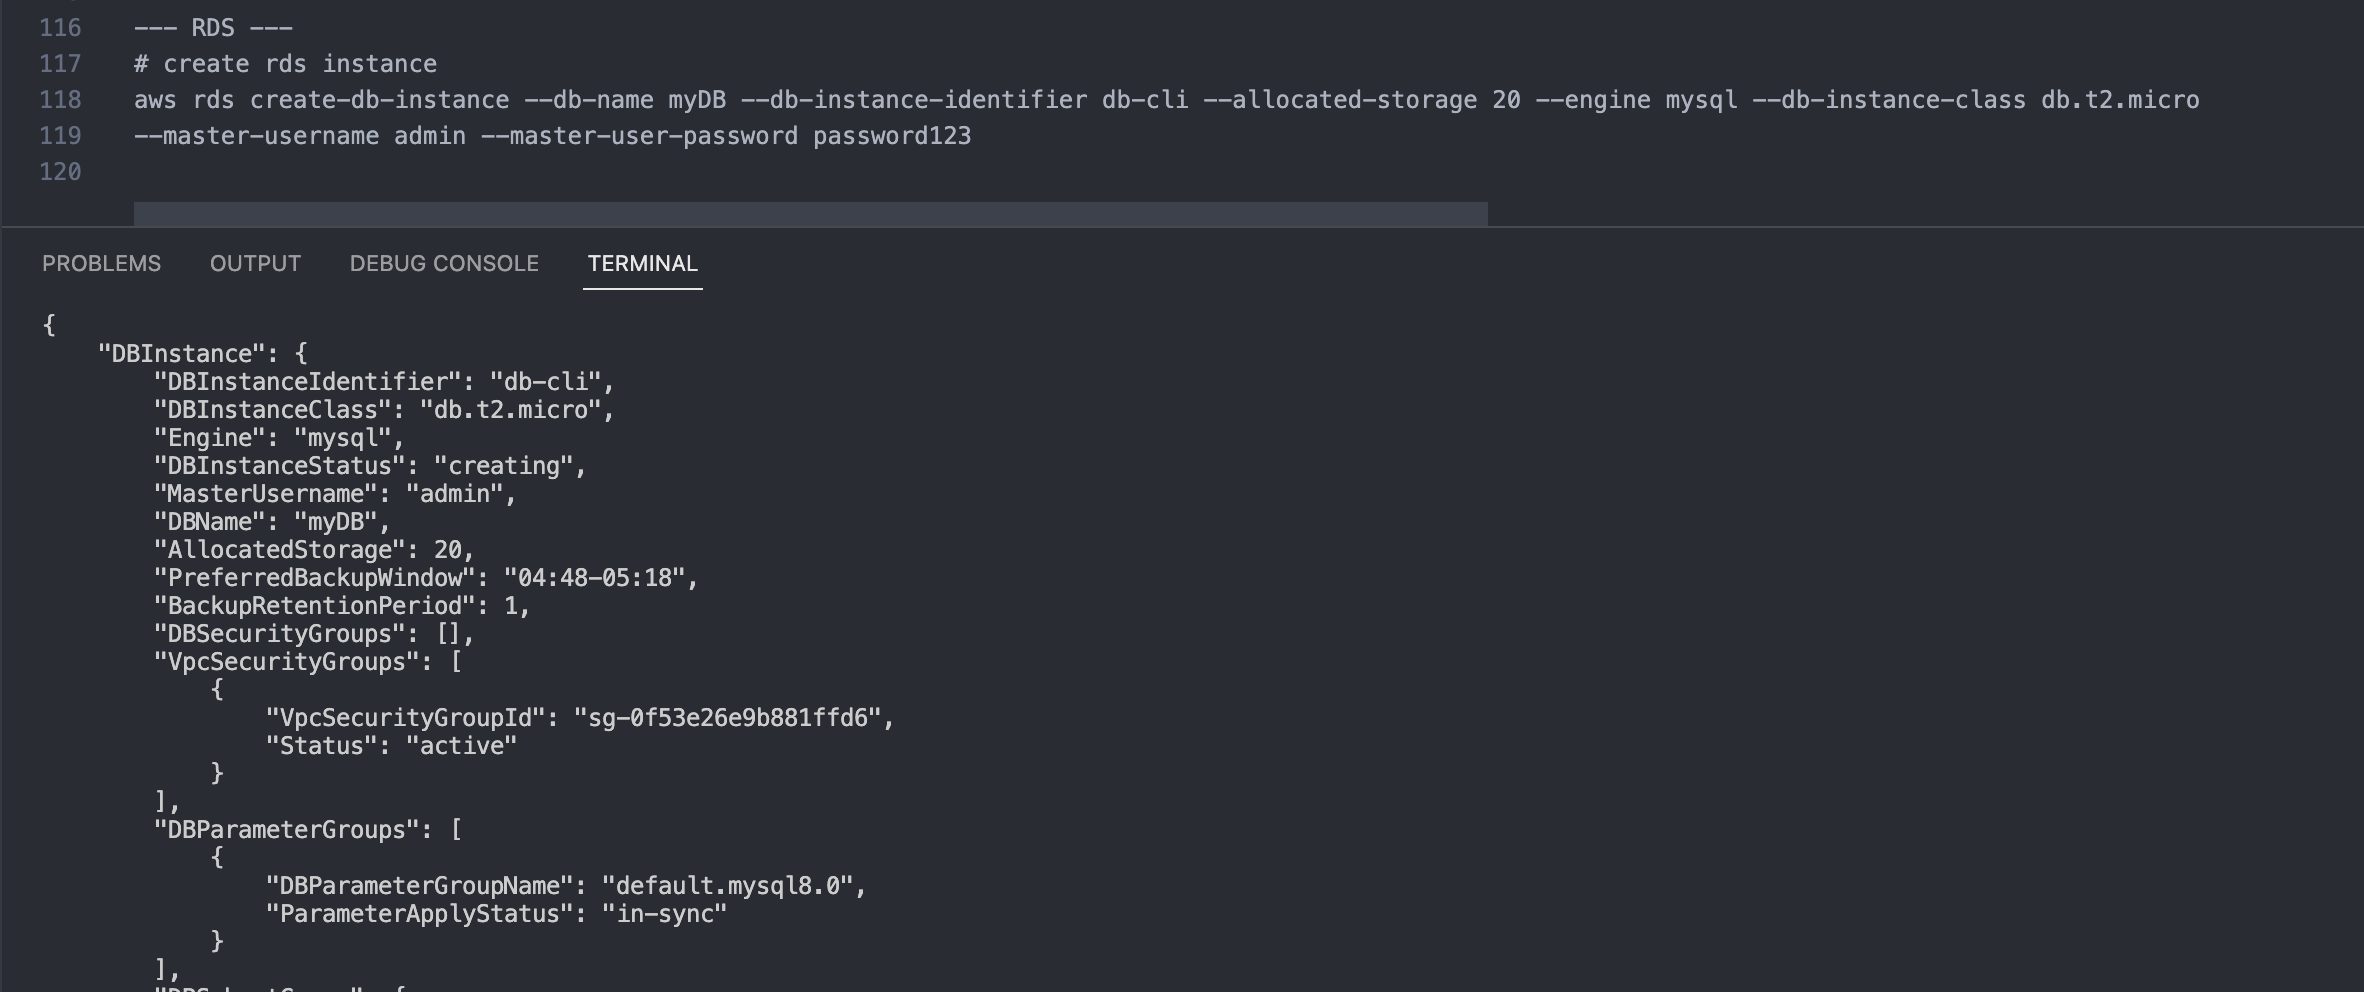 116 --- RDS ---
117 # create rds instance
118 aws rds create-db-instance --db-name myDB --db-instance-identifier db-cli --allocated-storage 20 --engine mysql --db-instance-class db.t2.micro
119 --master-username admin --master-user-password password123
120
PROBLEMS OUTPUT DEBUG CONSOLE TERMINAL
{
    "DBInstance": {
        "DBInstanceIdentifier": "db-cli",
        "DBInstanceClass": "db.t2.micro",
        "Engine": "mysql",
        "DBInstanceStatus": "creating",
        "MasterUsername": "admin",
        "DBName": "myDB",
        "AllocatedStorage": 20,
        "PreferredBackupWindow": "04:48-05:18",
        "BackupRetentionPeriod": 1,
        "DBSecurityGroups": [],
        "VpcSecurityGroups": [
            {
                "VpcSecurityGroupId": "sg-0f53e26e9b881ffd6",
                "Status": "active"
            }
        ],
        "DBParameterGroups": [
            {
                "DBParameterGroupName": "default.mysql8.0",
                "ParameterApplyStatus": "in-sync"
            }
        ],